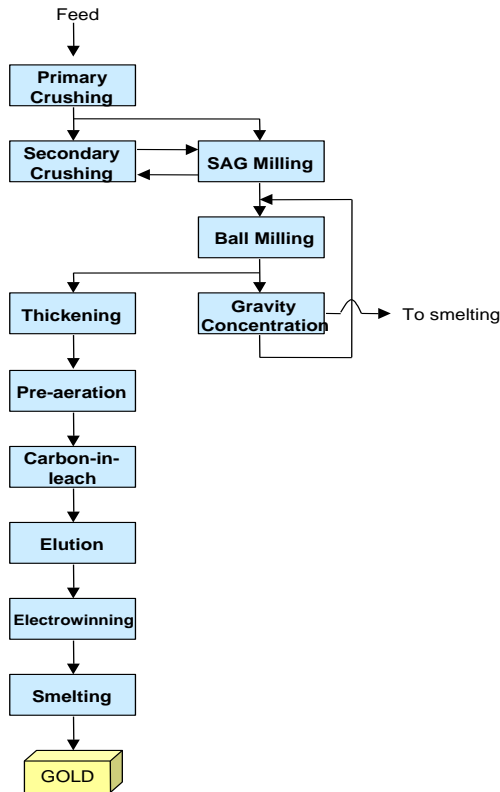 Feed
Primary
Crushing
Secondary
Crushing
SAG Milling
Ball Milling
Thickening
Gravity
Concentration
To smelting
Pre-aeration
Carbon-in-
leach
Elution
Electrowinning
Smelting
GOLD